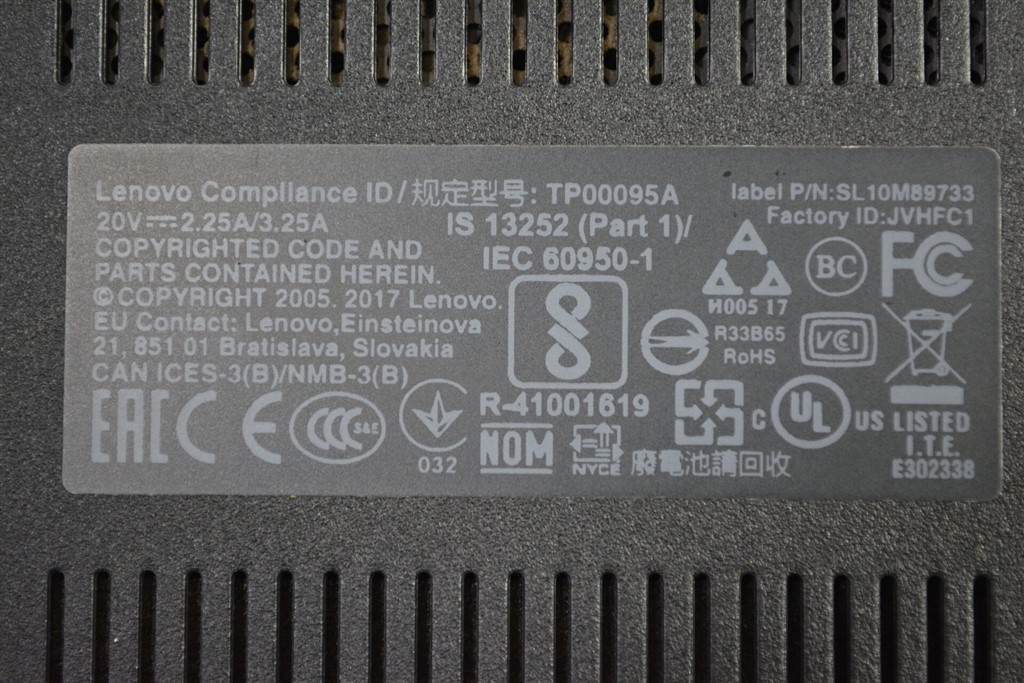 Lenovo Compliance ID/规定型号: TP00095A
label P/N:SL10M89733
20V⎓2.25A/3.25A
IS 13252 (Part 1)/
Factory ID:JVHFC1
COPYRIGHTED CODE AND
IEC 60950-1
PARTS CONTAINED HEREIN.
©COPYRIGHT 2005. 2017 Lenovo.
EU Contact: Lenovo,Einsteinova
21, 851 01 Bratislava, Slovakia
CAN ICES-3(B)/NMB-3(B)
BC
FC
И005 17
R33B65
RoHS
VCI
R-41001619
EAC CE CCC S&E
032
NOM
NYCE
廢電池請回收
C UL US LISTED
I.T.E.
E302338